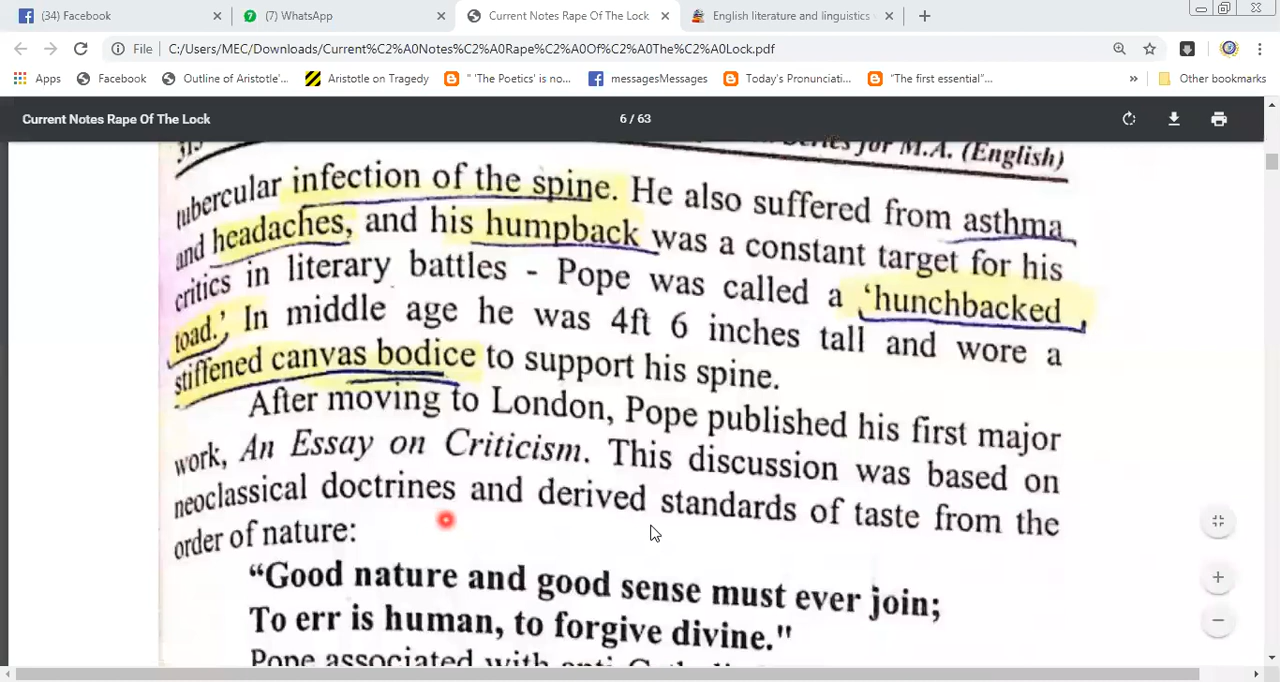 (34) Facebook
(7) WhatsApp
Current Notes Rape Of The Lock
English literature and linguistics
File
C:/Users/MEC/Downloads/Current%C2%A0Notes%C2%A0Rape%C2%A0Of%C2%A0The%C2%A0Lock.pdf
Apps
Facebook
Outline of Aristotle'...
Aristotle on Tragedy
" 'The Poetics' is no...
messagesMessages
Today's Pronunciati...
"The first essential"...
»
Other bookmarks
Current Notes Rape Of The Lock
6 / 63
315
for M.A. (English)
tubercular infection of the spine. He also suffered from asthma
and headaches, and his humpback was a constant target for his
critics in literary battles - Pope was called a 'hunchbacked
toad.' In middle age he was 4ft 6 inches tall and wore a
stiffened canvas bodice to support his spine.
After moving to London, Pope published his first major
work, An Essay on Criticism. This discussion was based on
neoclassical doctrines and derived standards of taste from the
order of nature:
"Good nature and good sense must ever join;
To err is human, to forgive divine."
Pope associated with anti